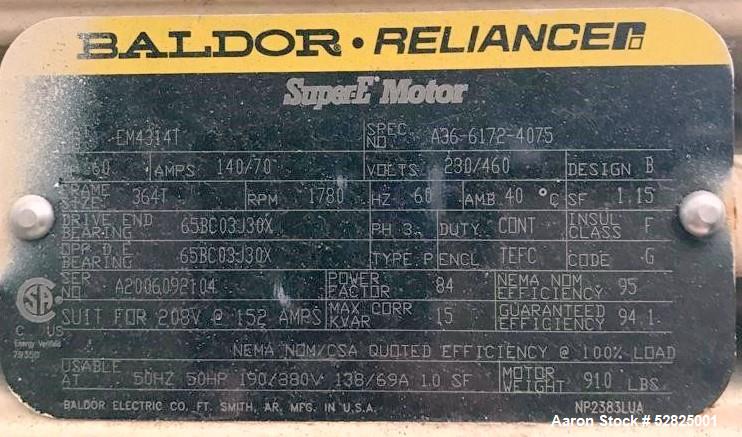 BALDOR • RELIANCE
Super-E Motor
EM4314T SPEC. NO. A36-6172-4075
60 AMPS 140/70 VOLTS 230/460 DESIGN B
FRAME SIZE 364T RPM 1780 HZ 60 AMB 40 °C SF 1.15
DRIVE END BEARING 65BC03J30X PH 3 DUTY CONT INSUL CLASS F
OPP D.E. BEARING 65BC03J30X TYPE P ENCL TEFC CODE G
SER. NO. A2006092104 POWER FACTOR 84 NEMA NOM EFFICIENCY 95
SUIT FOR 208V @ 152 AMPS MAX CORR KVAR 15 GUARANTEED EFFICIENCY 94.1
C US
Energy Verified
NEMA NOM/CSA QUOTED EFFICIENCY @ 100% LOAD
USABLE AT 50HZ 50HP 190/380V 138/69A 1.0 SF MOTOR WEIGHT 910 LBS.
BALDOR ELECTRIC CO. FT. SMITH, AR. MFG. IN U.S.A. NP2383LUA
Aaron Stock # 52825001